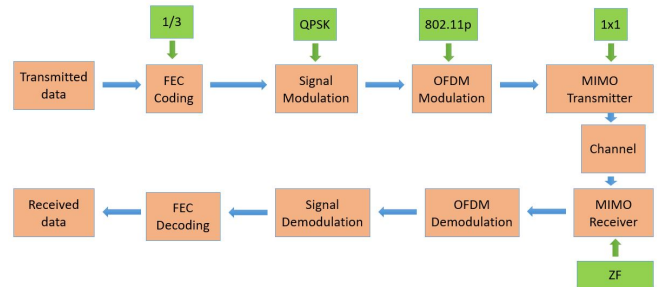 1/3
QPSK
802.11p
1x1
Transmitted
data
FEC
Coding
Signal
Modulation
OFDM
Modulation
MIMO
Transmitter
Channel
Received
data
FEC
Decoding
Signal
Demodulation
OFDM
Demodulation
MIMO
Receiver
ZF